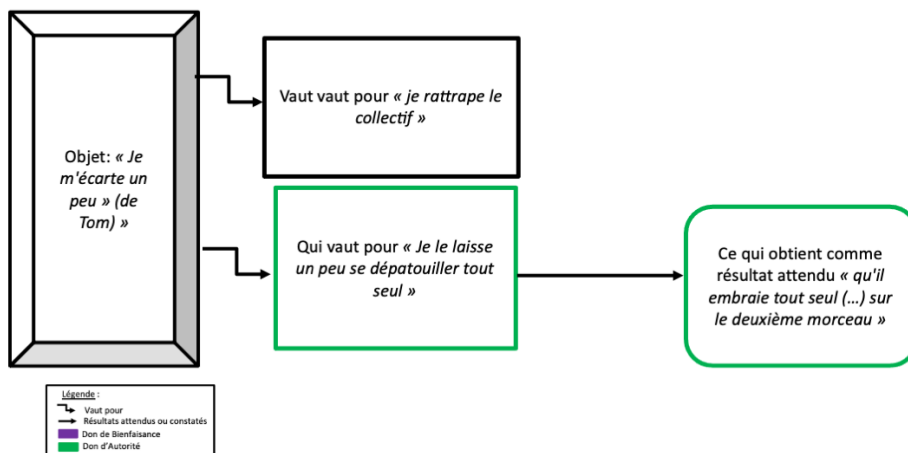 Objet: « Je
m'écarte un
peu » (de
Tom) »
Vaut vaut pour « je rattrape le
collectif »
Qui vaut pour « Je le laisse
un peu se dépatouiller tout
seul »
Ce qui obtient comme
résultat attendu « qu'il
embraie tout seul (...) sur
le deuxième morceau »
Légende :
Vaut pour
Résultats attendus ou constatés
Don de Bienfaisance
Don d'Autorité